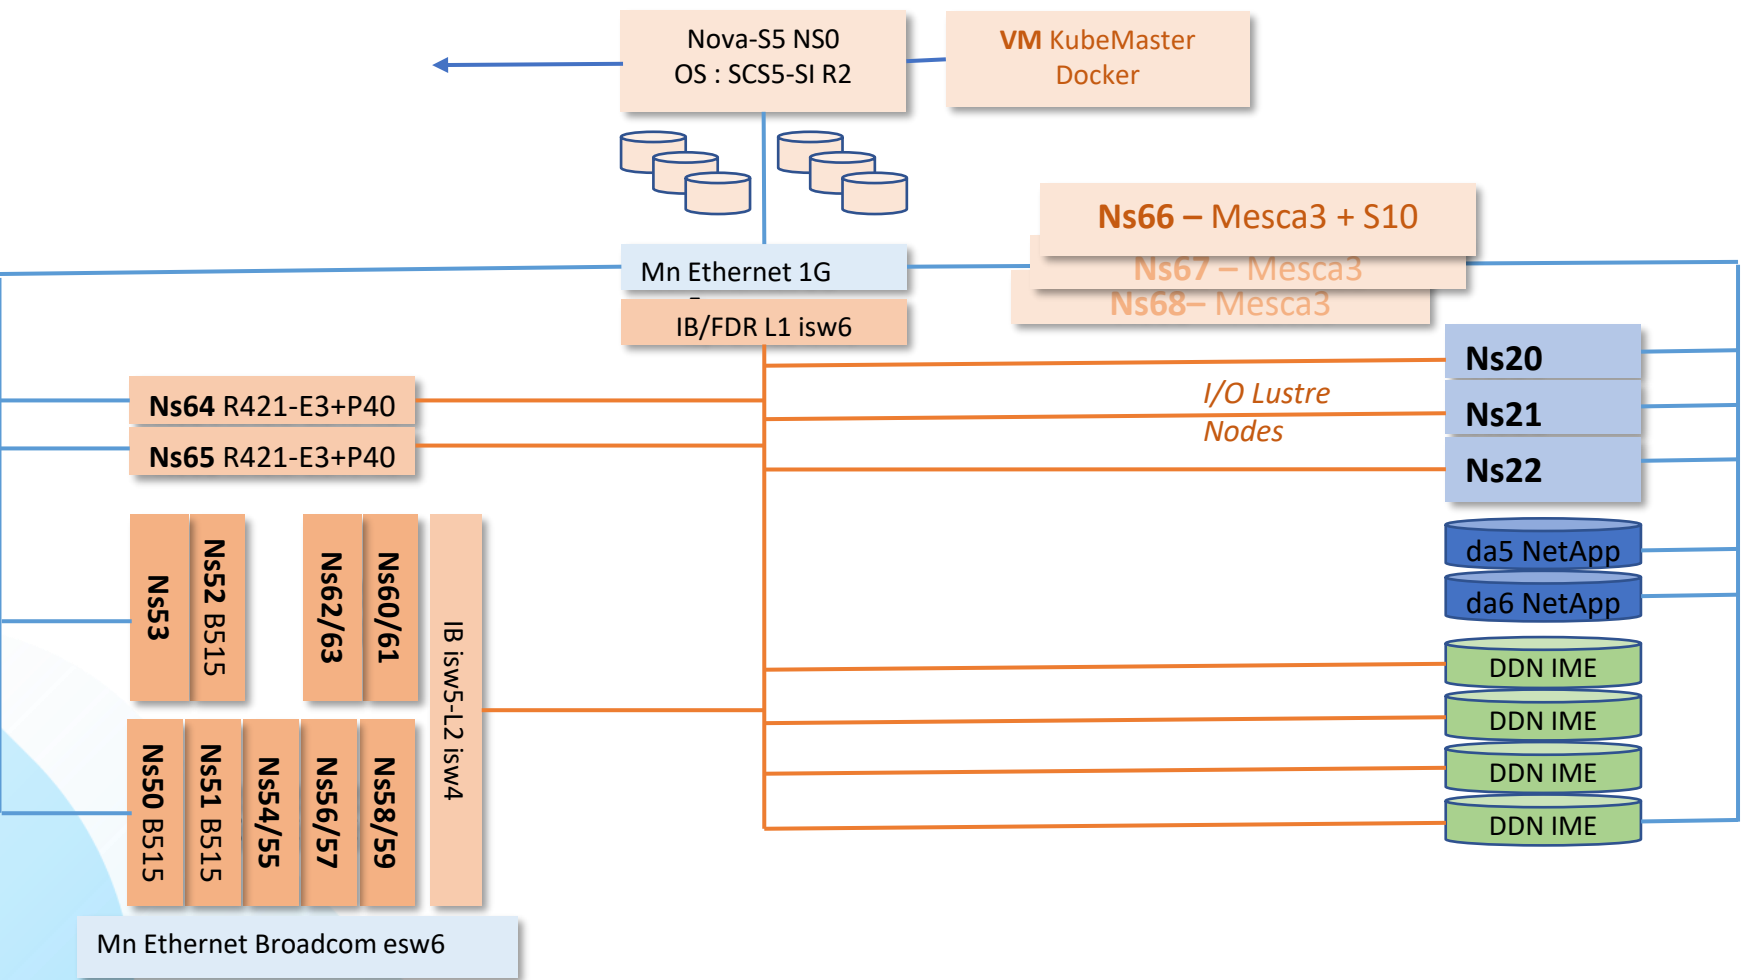 Nova-S5 NS0
OS : SCS5-SI R2
VM KubeMaster
Docker
Ns66 – Mesca3 + S10
Ns67 – Mesca3
Ns68– Mesca3
Mn Ethernet 1G
IB/FDR L1 isw6
Ns20
I/O Lustre
Nodes
Ns21
Ns22
Ns64 R421-E3+P40
Ns65 R421-E3+P40
da5 NetApp
da6 NetApp
Ns53
Ns52 B515
Ns62/63
Ns60/61
IB isw5-L2 isw4
DDN IME
DDN IME
DDN IME
DDN IME
Ns50 B515
Ns51 B515
Ns54/55
Ns56/57
Ns58/59
Mn Ethernet Broadcom esw6